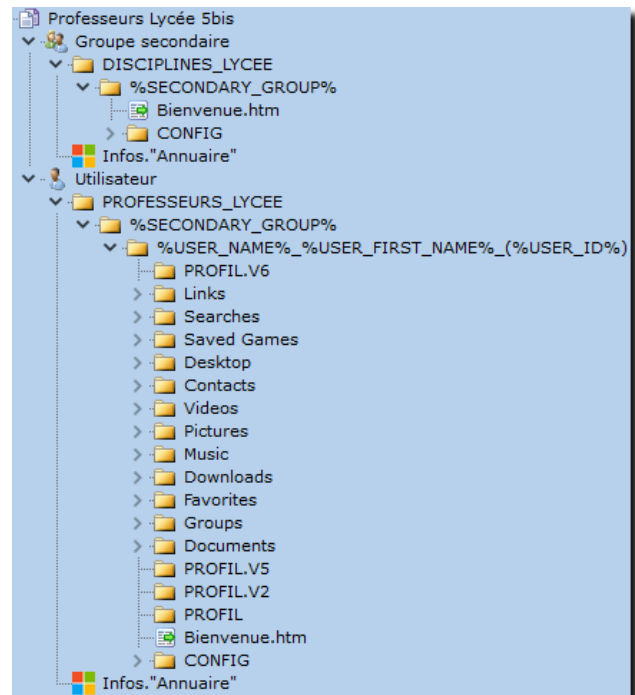 Professeurs Lycée 5bis
Groupe secondaire
DISCIPLINES_LYCEE
%SECONDARY_GROUP%
Bienvenue.htm
CONFIG
Infos."Annuaire"
Utilisateur
PROFESSEURS_LYCEE
%SECONDARY_GROUP%
%USER_NAME%_%USER_FIRST_NAME%_(%USER_ID%)
PROFIL.V6
Links
Searches
Saved Games
Desktop
Contacts
Videos
Pictures
Music
Downloads
Favorites
Groups
Documents
PROFIL.V5
PROFIL.V2
PROFIL
Bienvenue.htm
CONFIG
Infos."Annuaire"